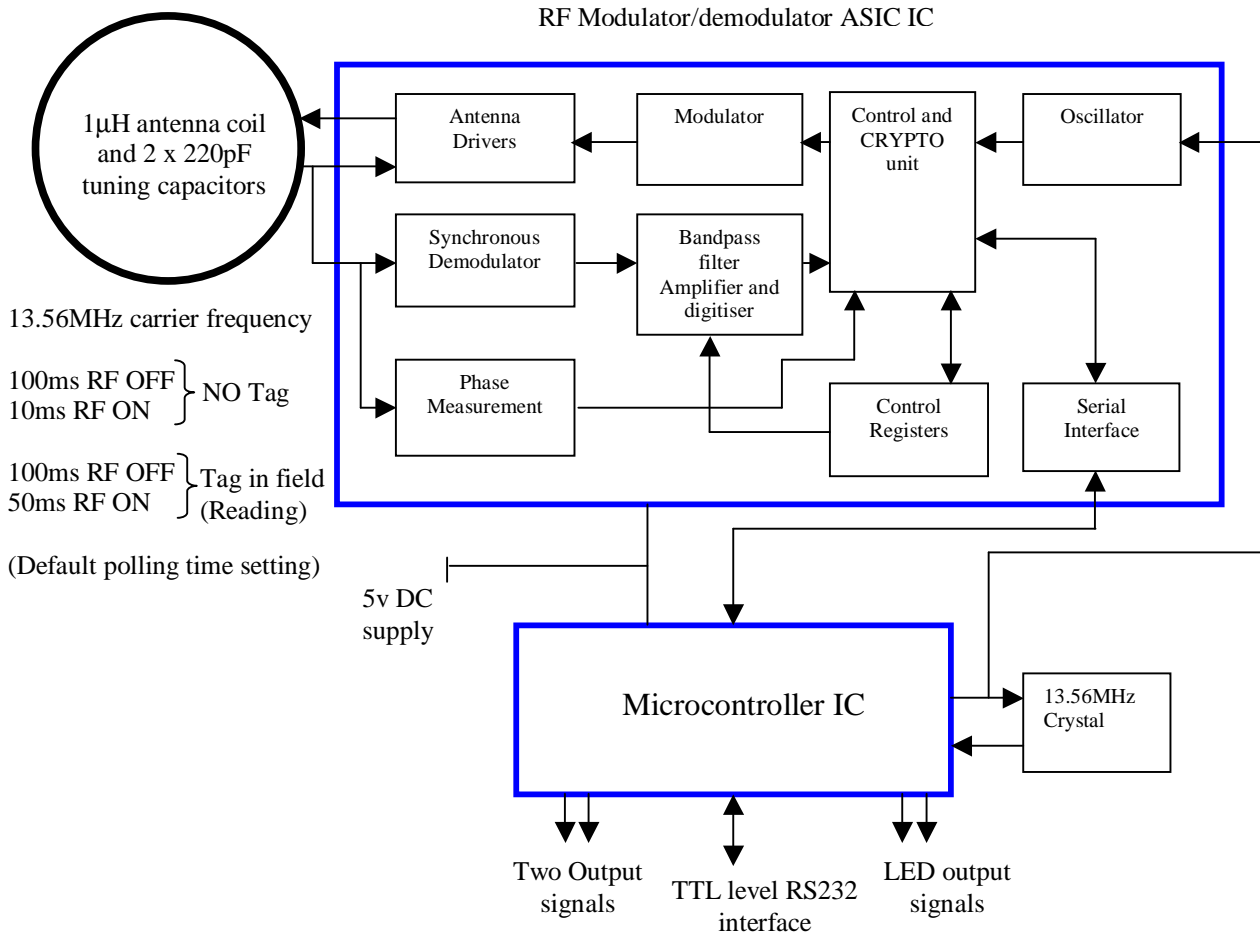 RF Modulator/demodulator ASIC IC
1μH antenna coil
and 2 x 220pF
tuning capacitors
Antenna
Drivers
Modulator
Control and
CRYPTO
unit
Oscillator
Synchronous
Demodulator
Bandpass
filter
Amplifier and
digitiser
13.56MHz carrier frequency
100ms RF OFF
10ms RF ON
NO Tag
Phase
Measurement
Control
Registers
Serial
Interface
100ms RF OFF
50ms RF ON
Tag in field
(Reading)
(Default polling time setting)
5v DC
supply
Microcontroller IC
13.56MHz
Crystal
Two Output
signals
TTL level RS232
interface
LED output
signals